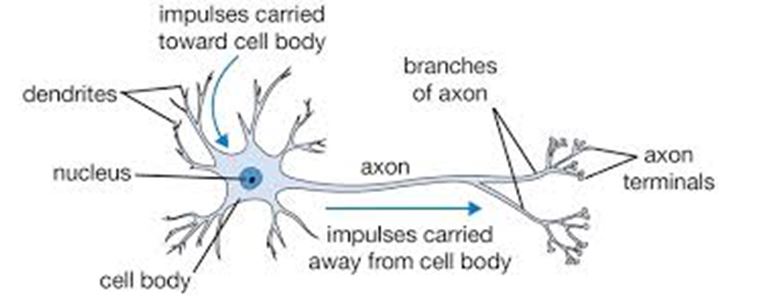 impulses carried
toward cell body
branches
of axon
dendrites
axon
axon
terminals
nucleus
impulses carried
away from cell body
cell body